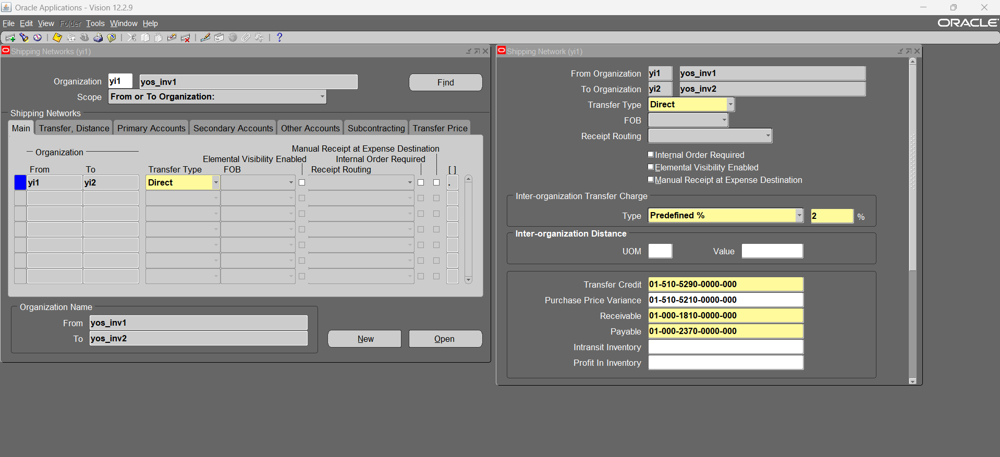 Oracle Applications - Vision 12.2.9
File Edit View Folder Tools Window Help
ORACLE
Shipping Networks (yi1)
Organization yi1 yos_inv1
Find
Scope From or To Organization:
Shipping Networks
Main Transfer, Distance Primary Accounts Secondary Accounts Other Accounts Subcontracting Transfer Price
Manual Receipt at Expense Destination
Organization
Elemental Visibility Enabled Internal Order Required
From To Transfer Type FOB Receipt Routing [ ]
yi1 yi2 Direct .
Organization Name
From yos_inv1
To yos_inv2
New Open
Shipping Network (yi1)
From Organization yi1 yos_inv1
To Organization yi2 yos_inv2
Transfer Type Direct
FOB
Receipt Routing
Internal Order Required
Elemental Visibility Enabled
Manual Receipt at Expense Destination
Inter-organization Transfer Charge
Type Predefined % 2 %
Inter-organization Distance
UOM Value
Transfer Credit 01-510-5290-0000-000
Purchase Price Variance 01-510-5210-0000-000
Receivable 01-000-1810-0000-000
Payable 01-000-2370-0000-000
Intransit Inventory
Profit In Inventory